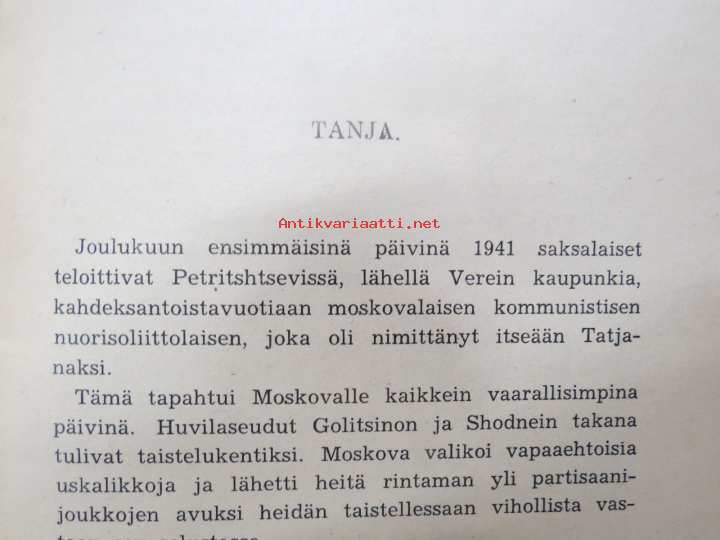 TANJA.
Antikvariaatti.net
Joulukuun ensimmäisinä päivinä 1941 saksalaiset
teloittivat Petritshtsevissä, lähellä Verein kaupunkia,
kahdeksantoistavuotiaan moskovalaisen kommunistisen
nuorisoliittolaisen, joka oli nimittänyt itseään Tatja-
naksi.
Tämä tapahtui Moskovalle kaikkein vaarallisimpina
päivinä. Huvilaseudut Golitsinon ja Shodnein takana
tulivat taistelukentiksi. Moskova valikoi vapaaehtoisia
uskalikkoja ja lähetti heitä rintaman yli partisaani-
joukkojen avuksi heidän taistellessaan vihollista vas-